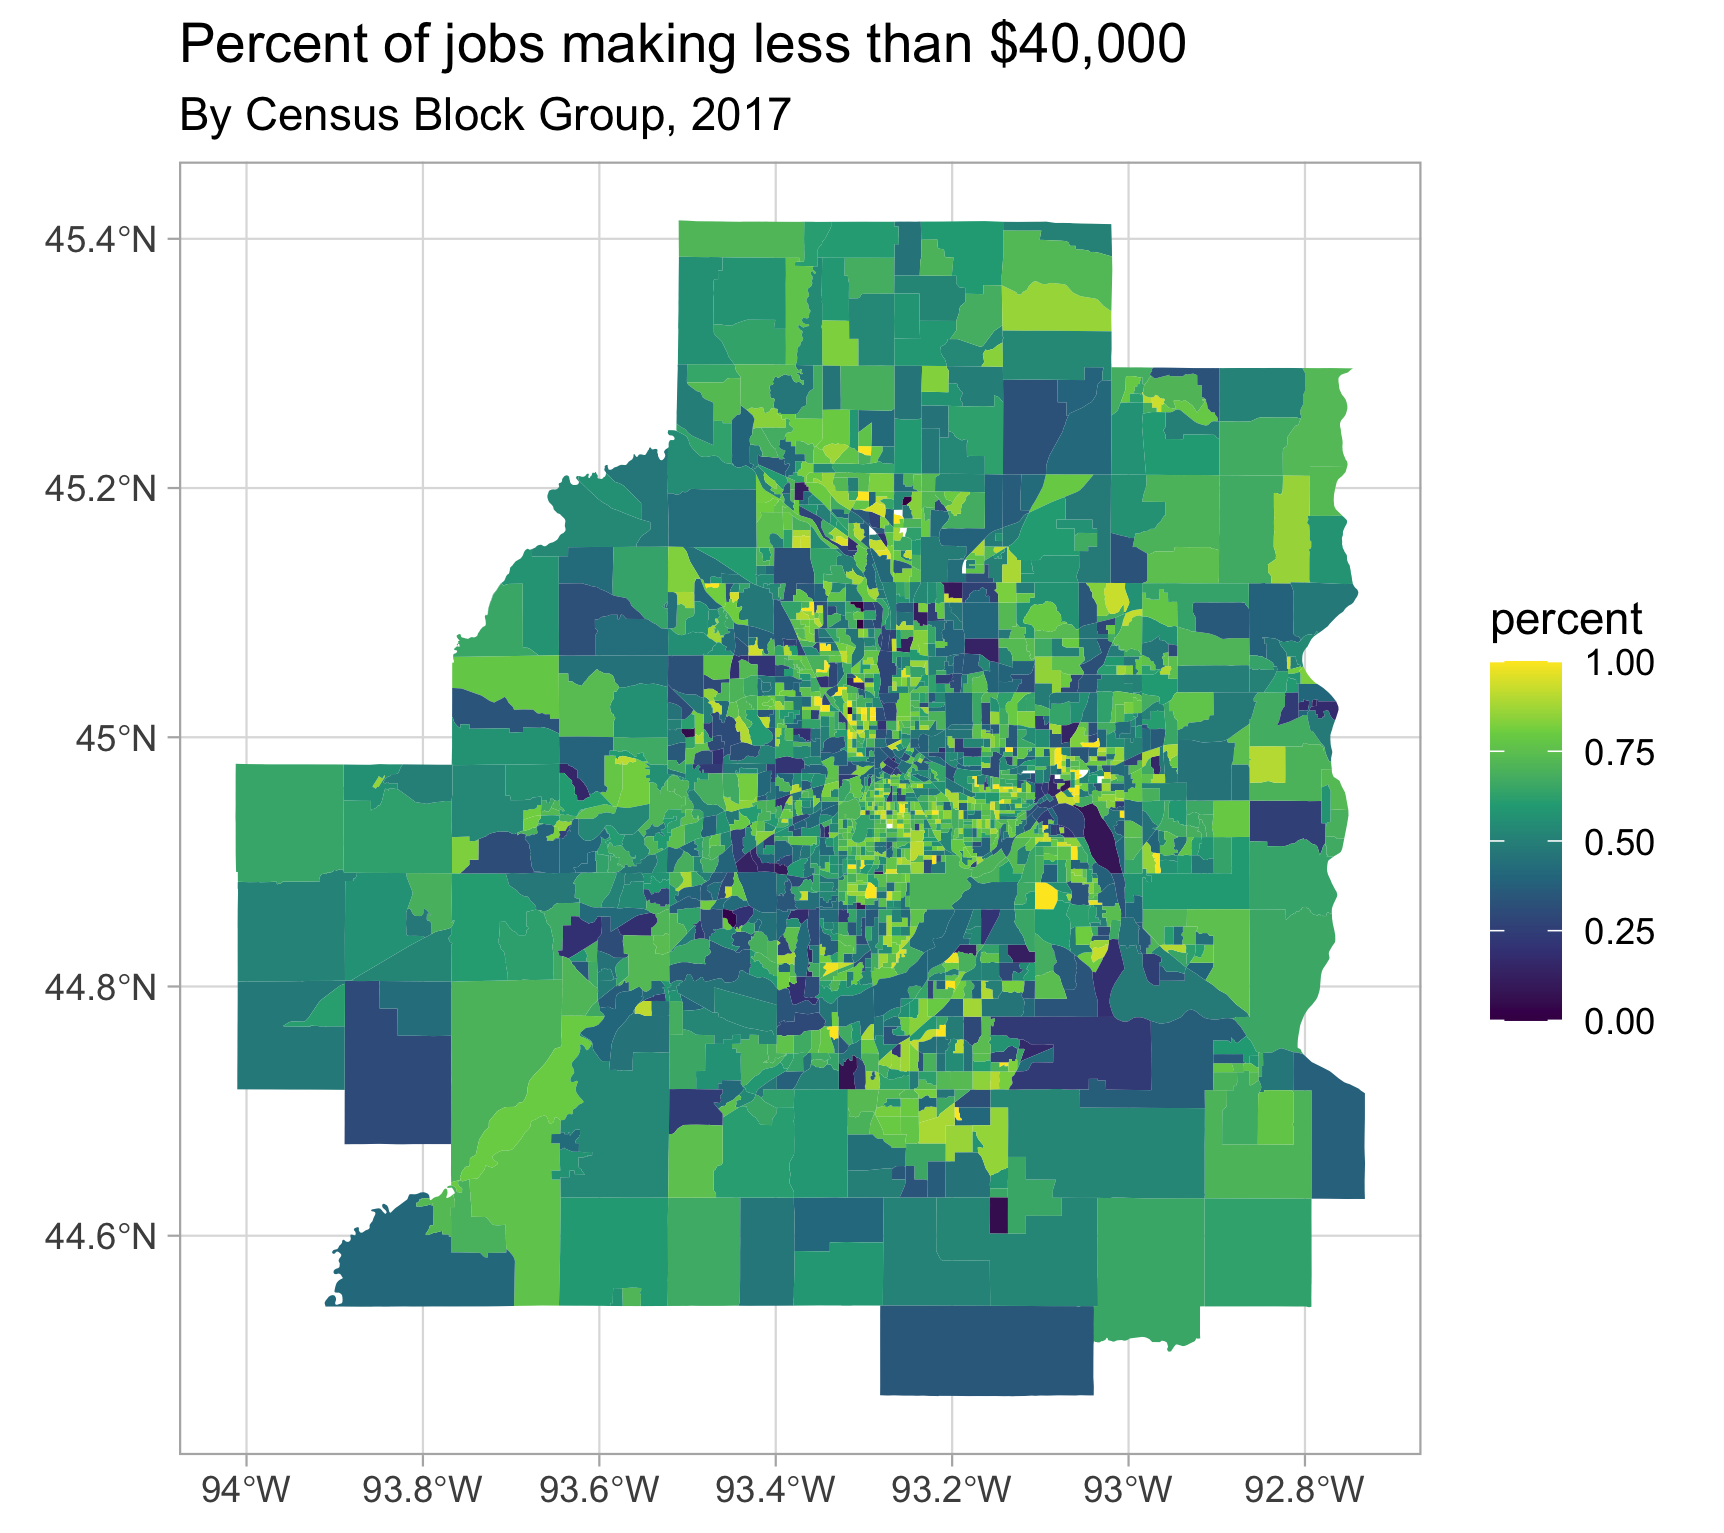 Percent of jobs making less than $40,000
By Census Block Group, 2017
45.4°N
45.2°N
45°N
44.8°N
44.6°N
94°W 93.8°W 93.6°W 93.4°W 93.2°W 93°W 92.8°W
percent
1.00
0.75
0.50
0.25
0.00